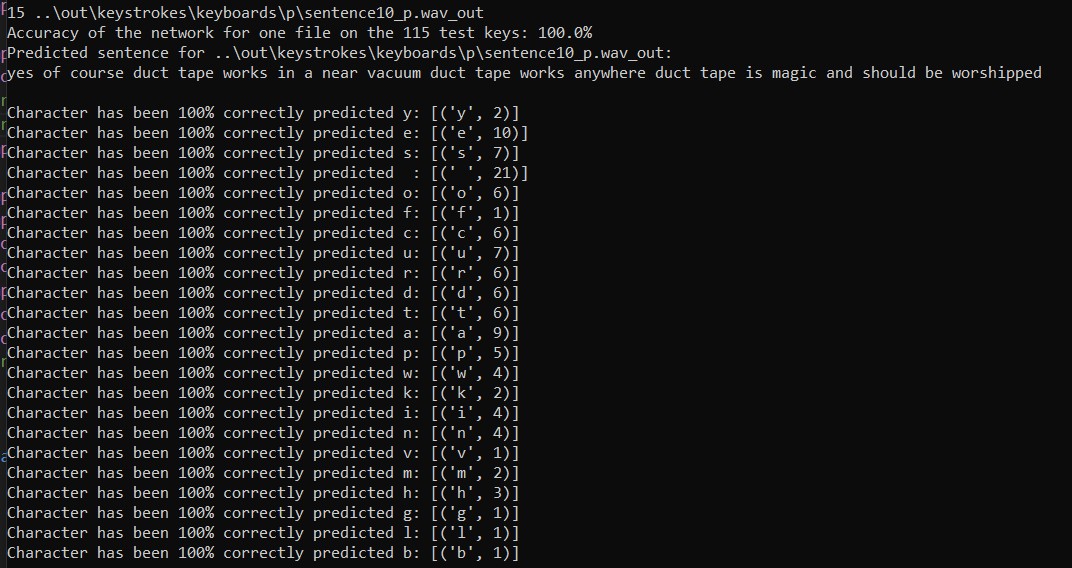 15 ..\out\keystrokes\keyboards\p\sentence10_p.wav_out
Accuracy of the network for one file on the 115 test keys: 100.0%
Predicted sentence for ..\out\keystrokes\keyboards\p\sentence10_p.wav_out:
yes of course duct tape works in a near vacuum duct tape works anywhere duct tape is magic and should be worshipped
Character has been 100% correctly predicted y: [('y', 2)]
Character has been 100% correctly predicted e: [('e', 10)]
Character has been 100% correctly predicted s: [('s', 7)]
Character has been 100% correctly predicted  : [(' ', 21)]
Character has been 100% correctly predicted o: [('o', 6)]
Character has been 100% correctly predicted f: [('f', 1)]
Character has been 100% correctly predicted c: [('c', 6)]
Character has been 100% correctly predicted u: [('u', 7)]
Character has been 100% correctly predicted r: [('r', 6)]
Character has been 100% correctly predicted d: [('d', 6)]
Character has been 100% correctly predicted t: [('t', 6)]
Character has been 100% correctly predicted a: [('a', 9)]
Character has been 100% correctly predicted p: [('p', 5)]
Character has been 100% correctly predicted w: [('w', 4)]
Character has been 100% correctly predicted k: [('k', 2)]
Character has been 100% correctly predicted i: [('i', 4)]
Character has been 100% correctly predicted n: [('n', 4)]
Character has been 100% correctly predicted v: [('v', 1)]
Character has been 100% correctly predicted m: [('m', 2)]
Character has been 100% correctly predicted h: [('h', 3)]
Character has been 100% correctly predicted g: [('g', 1)]
Character has been 100% correctly predicted l: [('l', 1)]
Character has been 100% correctly predicted b: [('b', 1)]